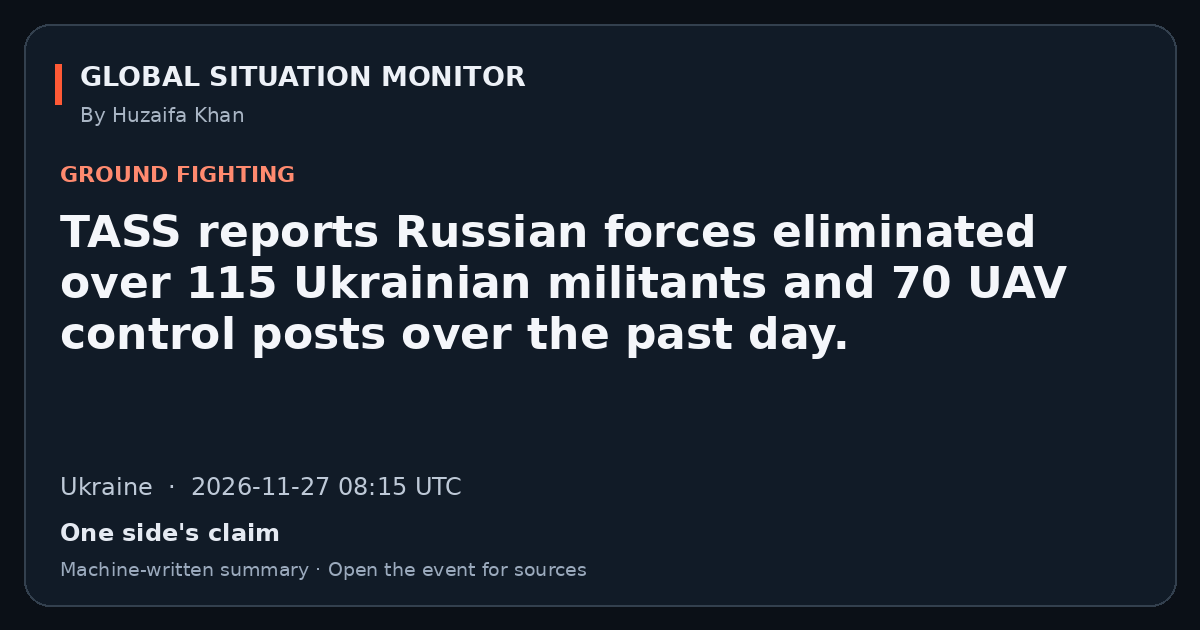 GLOBAL SITUATION MONITOR
By Huzaifa Khan
GROUND FIGHTING
TASS reports Russian forces eliminated
over 115 Ukrainian militants and 70 UAV
control posts over the past day.
Ukraine · 2026-11-27 08:15 UTC
One side's claim
Machine-written summary · Open the event for sources